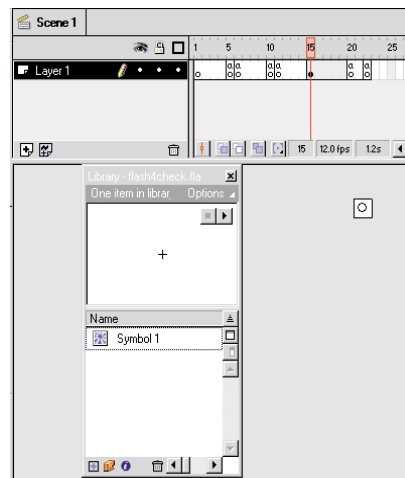 Scene 1
1 5 10 15 20 25
Layer 1
a a a a a a
15 12.0 fps 1.2s
Library - flash4check.fla
One item in librar, Options
Name
Symbol 1